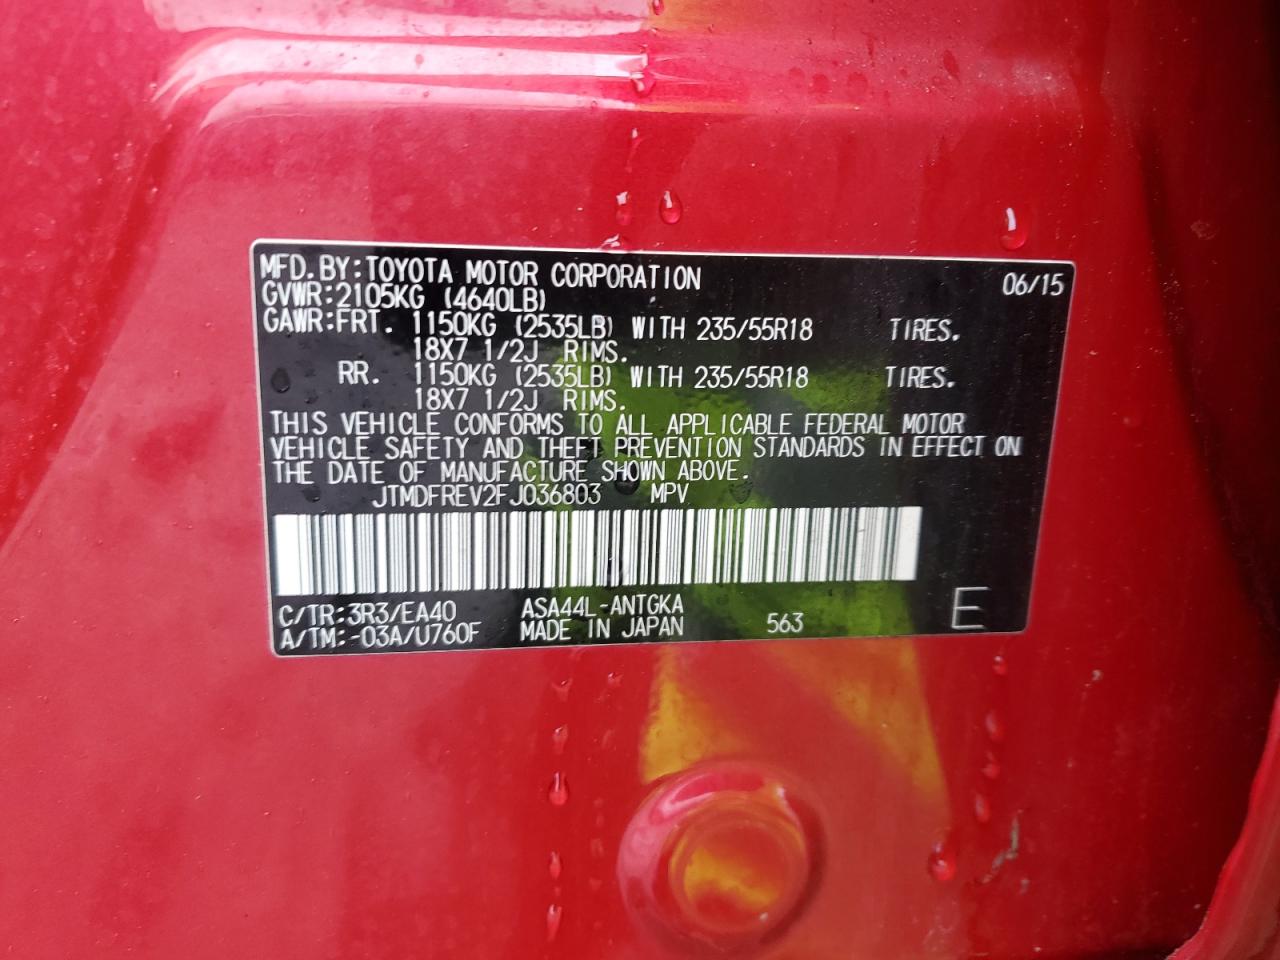 MFD.BY:TOYOTA MOTOR CORPORATION 06/15
GVWR:2105KG (4640LB)
GAWR:FRT. 1150KG (2535LB) WITH 235/55R18 TIRES.
18X7 1/2J RIMS.
RR. 1150KG (2535LB) WITH 235/55R18 TIRES.
18X7 1/2J RIMS.
THIS VEHICLE CONFORMS TO ALL APPLICABLE FEDERAL MOTOR
VEHICLE SAFETY AND THEFT PREVENTION STANDARDS IN EFFECT ON
THE DATE OF MANUFACTURE SHOWN ABOVE.
JTMDFREV2FJ036803 MPV
C/TR:3R3/EA40 ASA44L-ANTGKA
A/TM:-03A/U760F MADE IN JAPAN 563 E